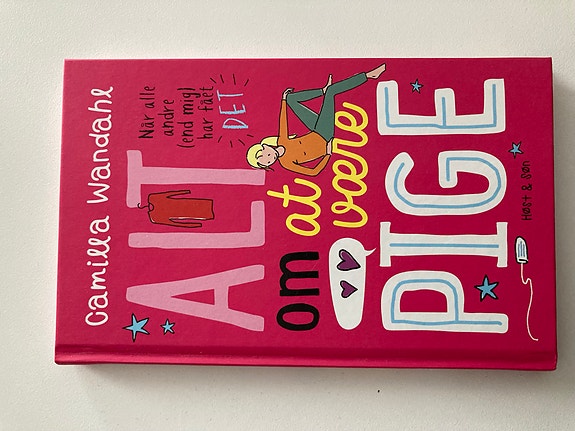 Camilla Wandahl
ALT
Når alle
andre
(end mig)
har fået
DET
om
at
være
PIGE
Høst & Søn